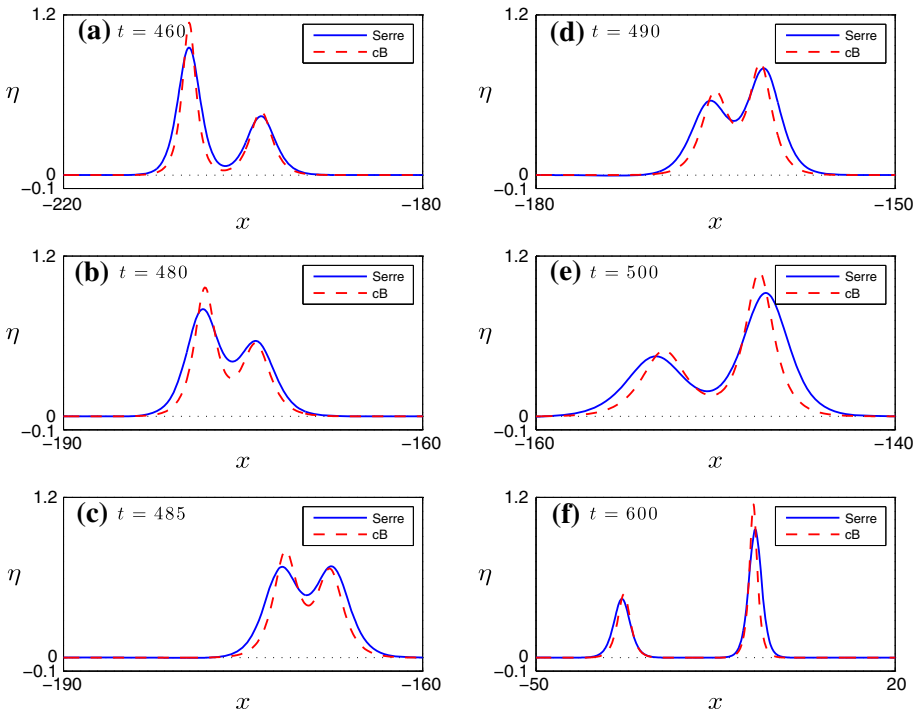 (a) t = 460
1.2
η
0
−0.1
−220
−180
x
Serre
cB
(d) t = 490
1.2
η
0
−0.1
−180
−150
x
Serre
cB
(b) t = 480
1.2
η
0
−0.1
−190
−160
x
Serre
cB
(e) t = 500
1.2
η
0
−0.1
−160
−140
x
Serre
cB
(c) t = 485
1.2
η
0
−0.1
−190
−160
x
Serre
cB
(f) t = 600
1.2
η
0
−0.1
−50
20
x
Serre
cB